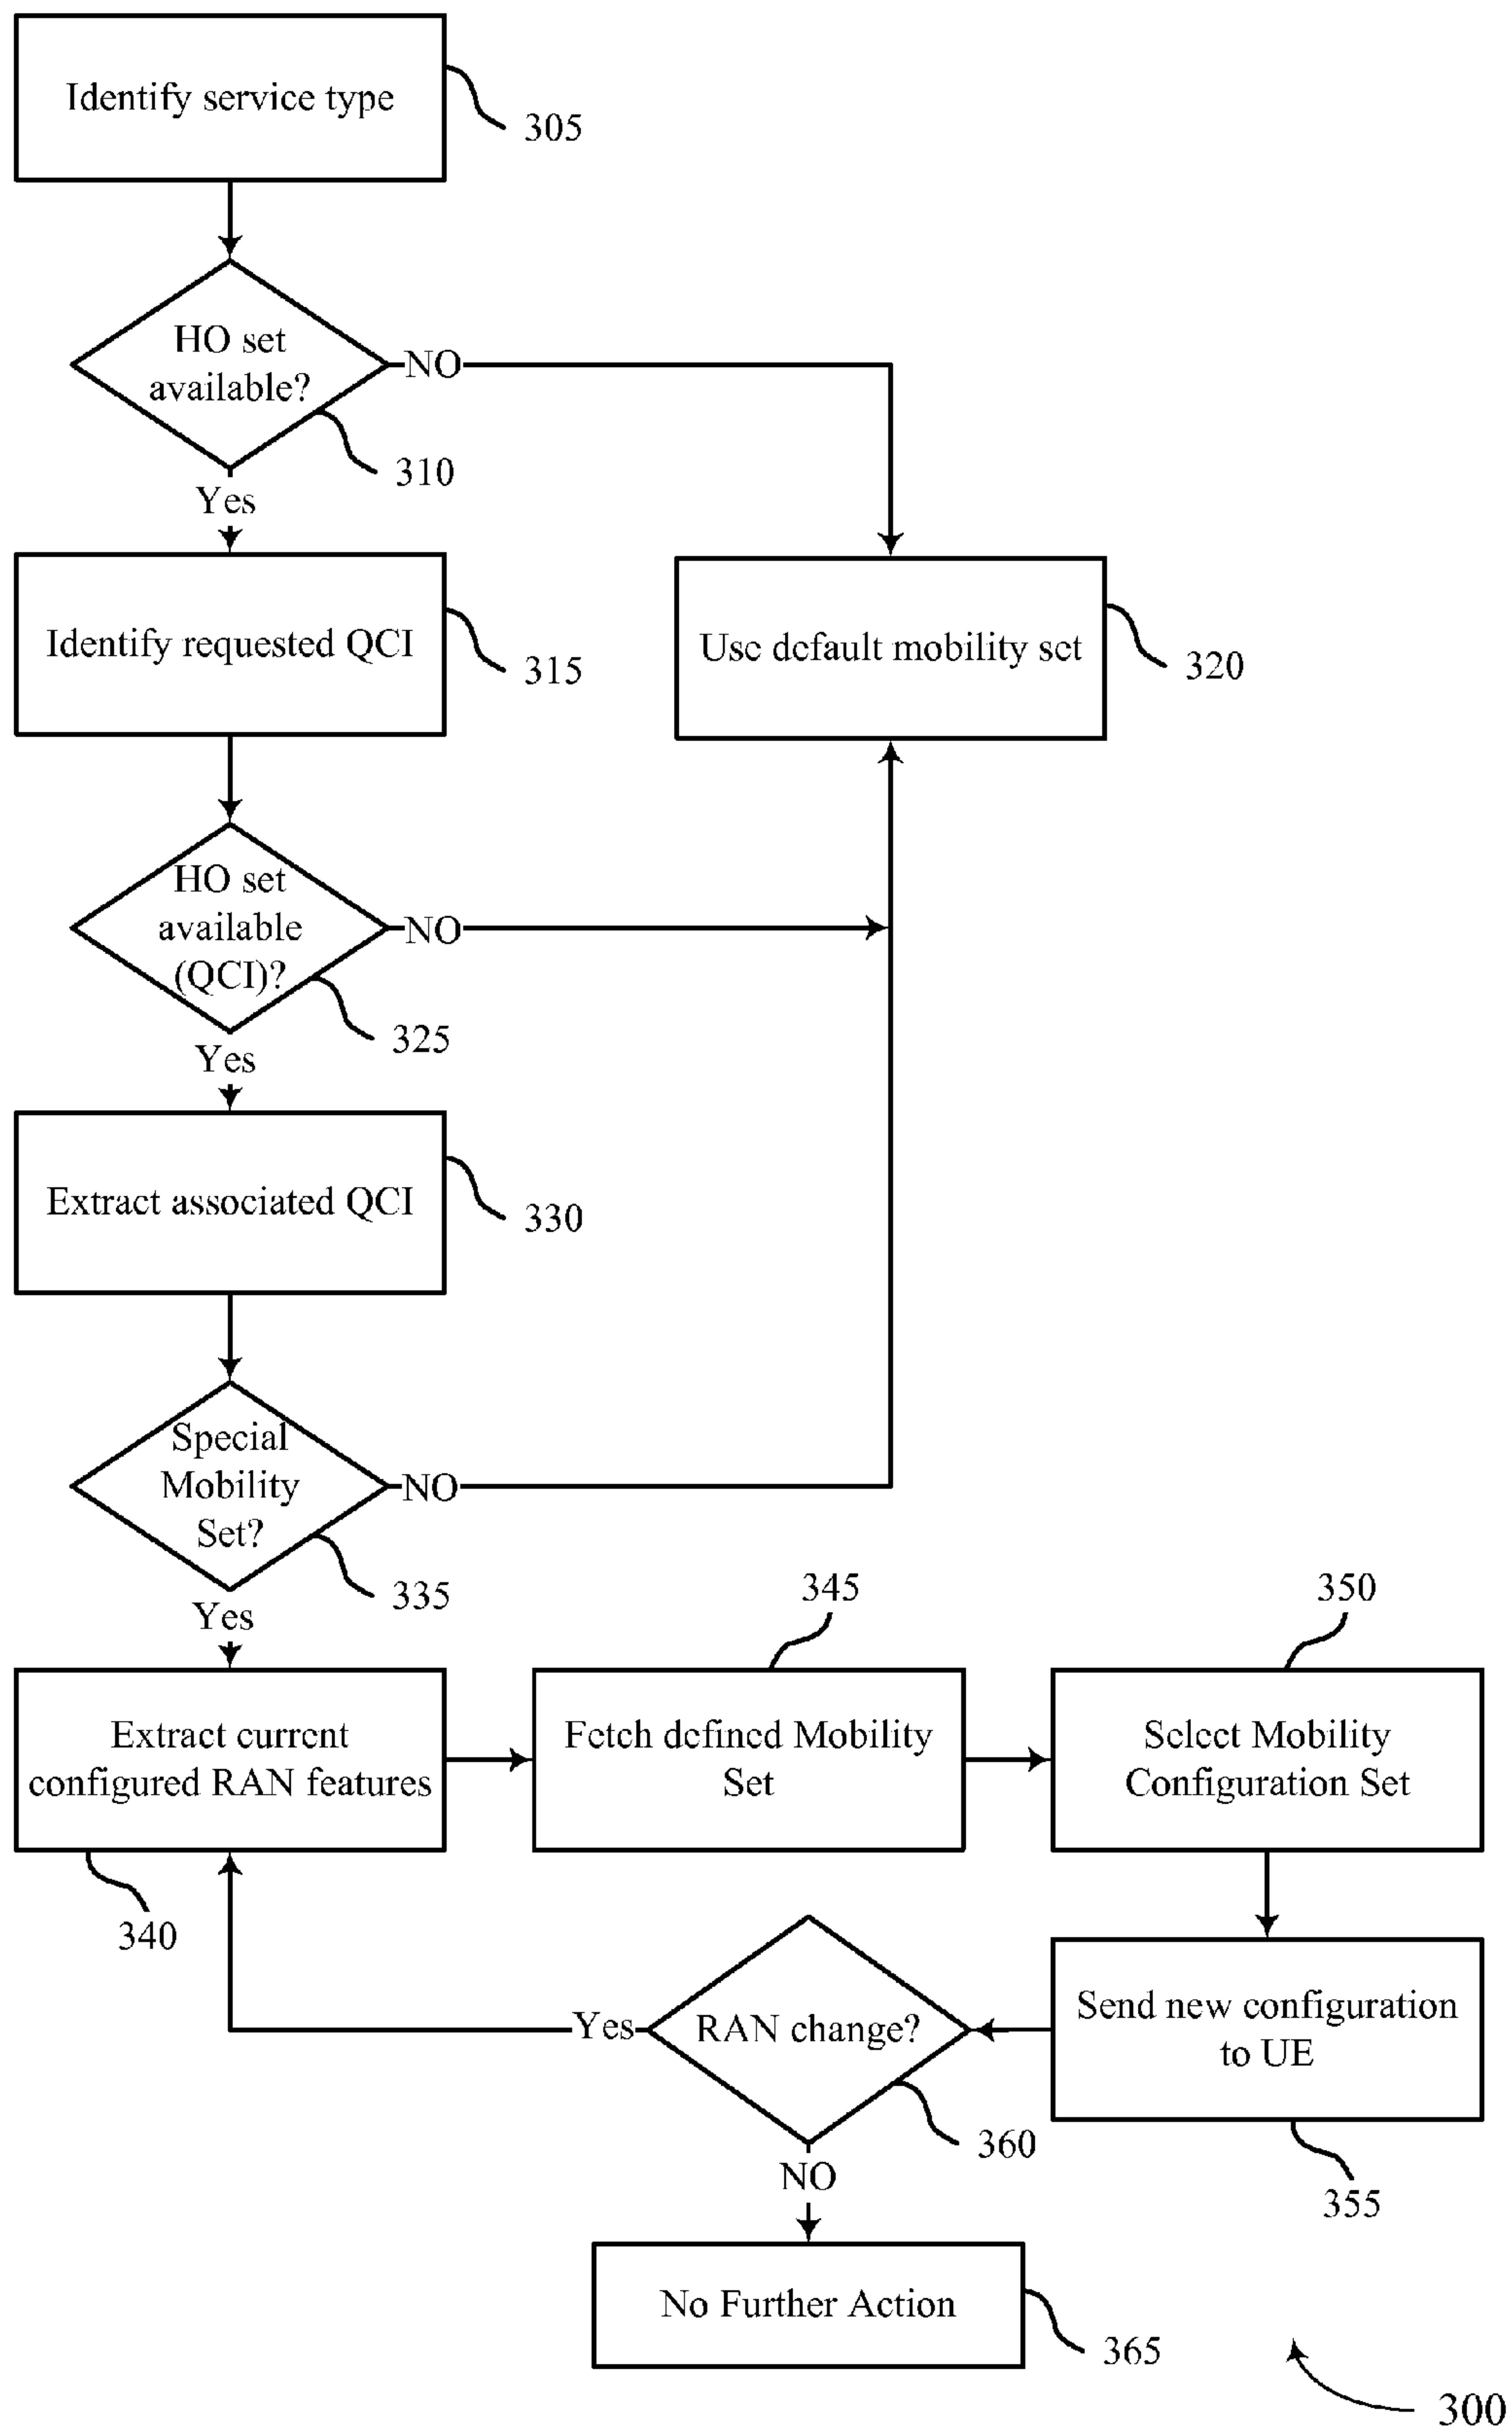 Identify service type
305
HO set
available?
NO
310
Yes
Identify requested QCI
315
Use default mobility set
320
HO set
available
(QCI)?
NO
325
Yes
Extract associated QCI
330
Special
Mobility
Set?
NO
335
Yes
345
350
Extract current
configured RAN features
340
Fetch defined Mobility
Set
Select Mobility
Configuration Set
Send new configuration
to UE
355
RAN change?
Yes
360
NO
No Further Action
365
300